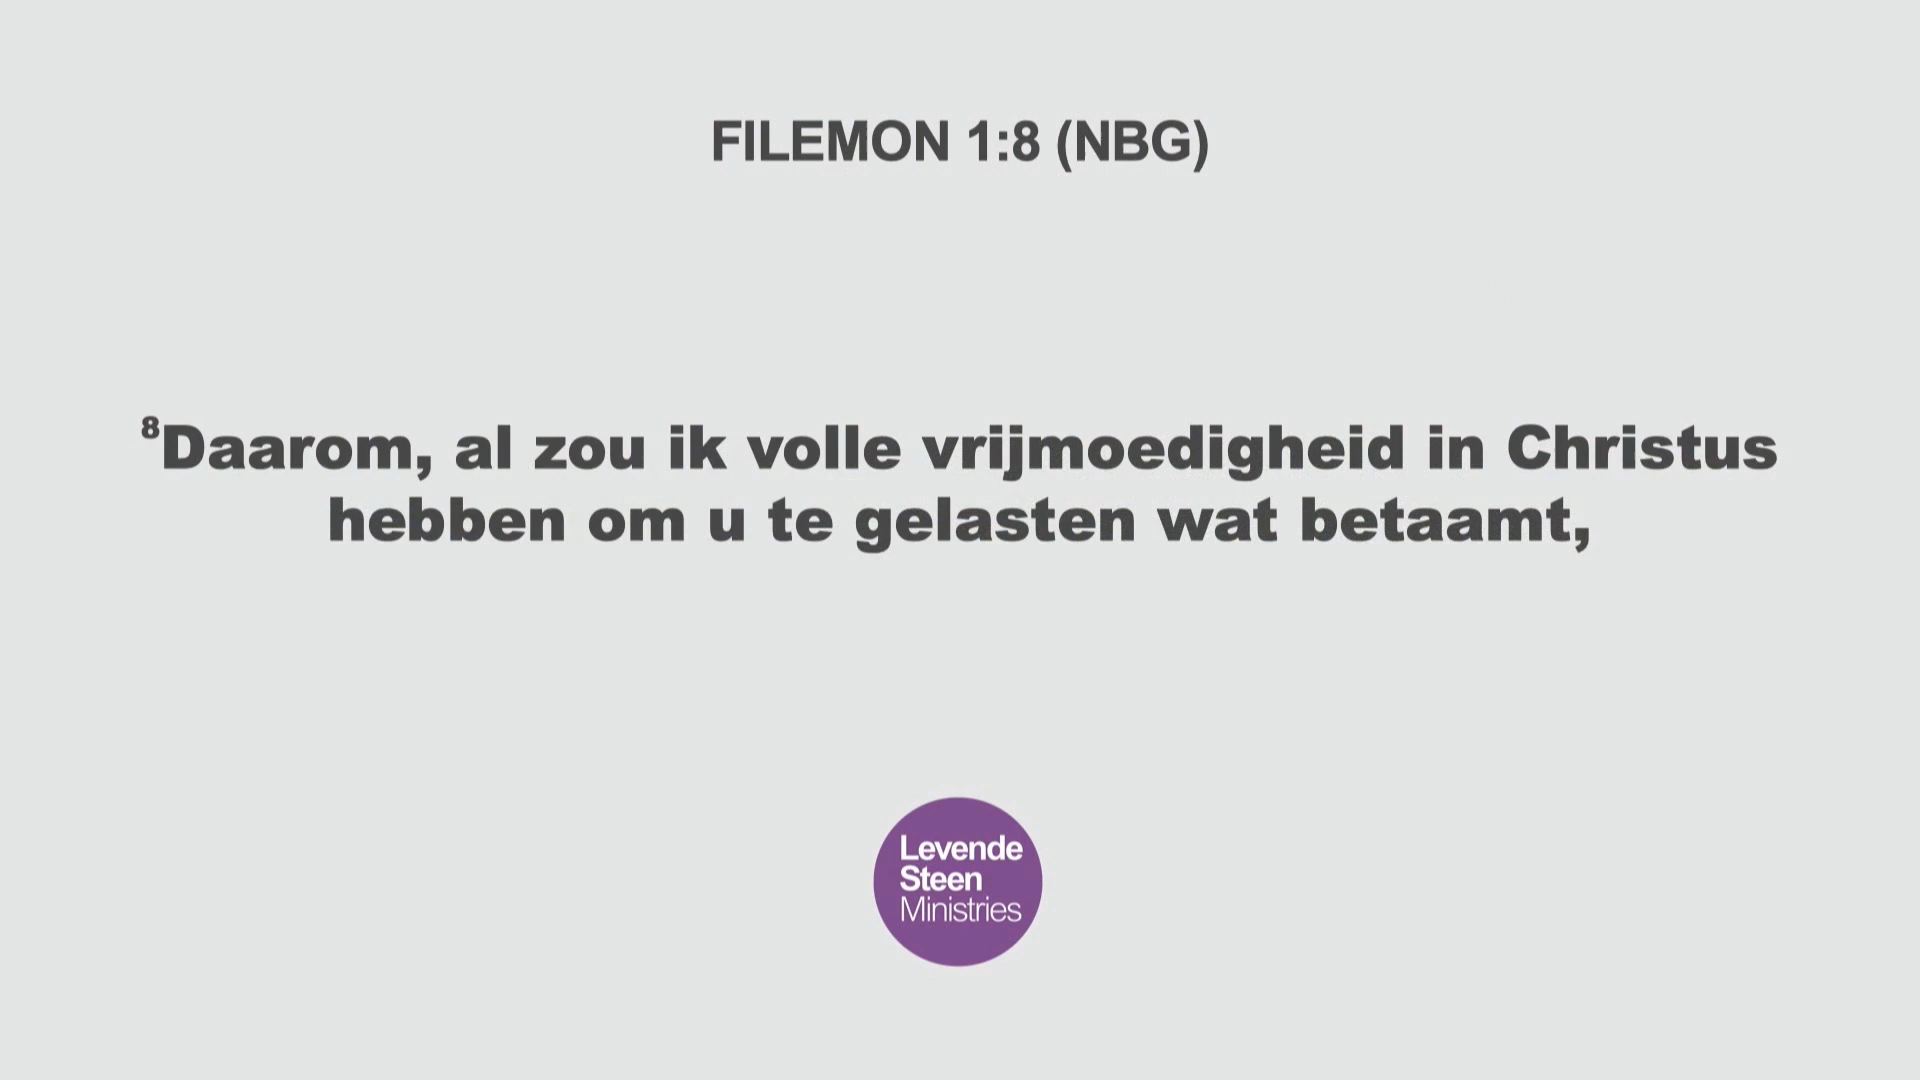 FILEMON 1:8 (NBG)
⁸Daarom, al zou ik volle vrijmoedigheid in Christus
hebben om u te gelasten wat betaamt,
Levende
Steen
Ministries